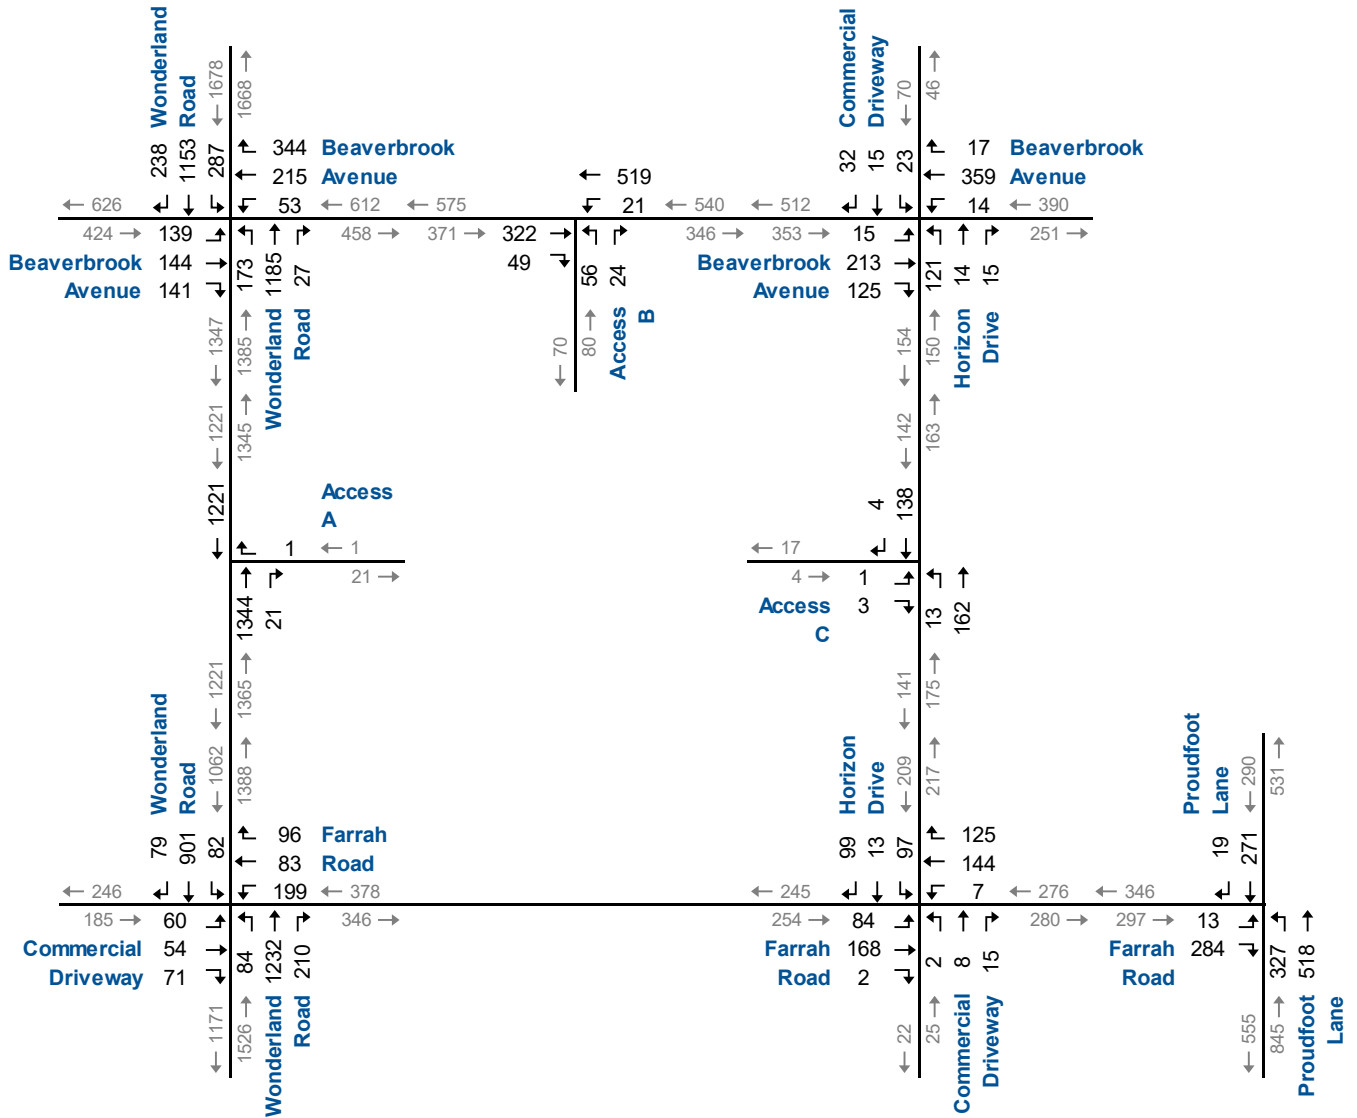 Wonderland
Road
← 1678
1668 →
238
1153
287
344 Beaverbrook
215 Avenue
53
← 612
← 575
← 626
424 →
139
Beaverbrook 144
Avenue 141
173
1185
27
458 →
371 →
← 1347
1385 →
Wonderland
Road
← 1221
1345 →
519
21
← 540
← 512
322
49
56
24
346 →
353 →
← 70
80 →
Access
B
Commercial
Driveway
← 70
46 →
32
15
23
17 Beaverbrook
359 Avenue
14
← 390
251 →
15
Beaverbrook 213
Avenue 125
121
14
15
← 154
150 →
Horizon
Drive
← 142
163 →
1221
Access
A
1
← 1
21 →
1344
21
← 1221
1365 →
4
138
← 17
4 →
1
Access 3
C
13
162
← 141
175 →
Wonderland
Road
← 1062
1388 →
79
901
82
96 Farrah
83 Road
199
← 378
← 246
185 →
60
Commercial 54
Driveway 71
84
1232
210
346 →
← 1171
1526 →
Wonderland
Road
Horizon
Drive
← 209
217 →
99
13
97
125
144
7
← 276
← 346
← 245
254 →
84
Farrah 168
Road 2
2
8
15
280 →
297 →
← 22
25 →
Commercial
Driveway
Proudfoot
Lane
← 290
531 →
19
271
13
Farrah 284
Road
327
518
← 555
845 →
Proudfoot
Lane